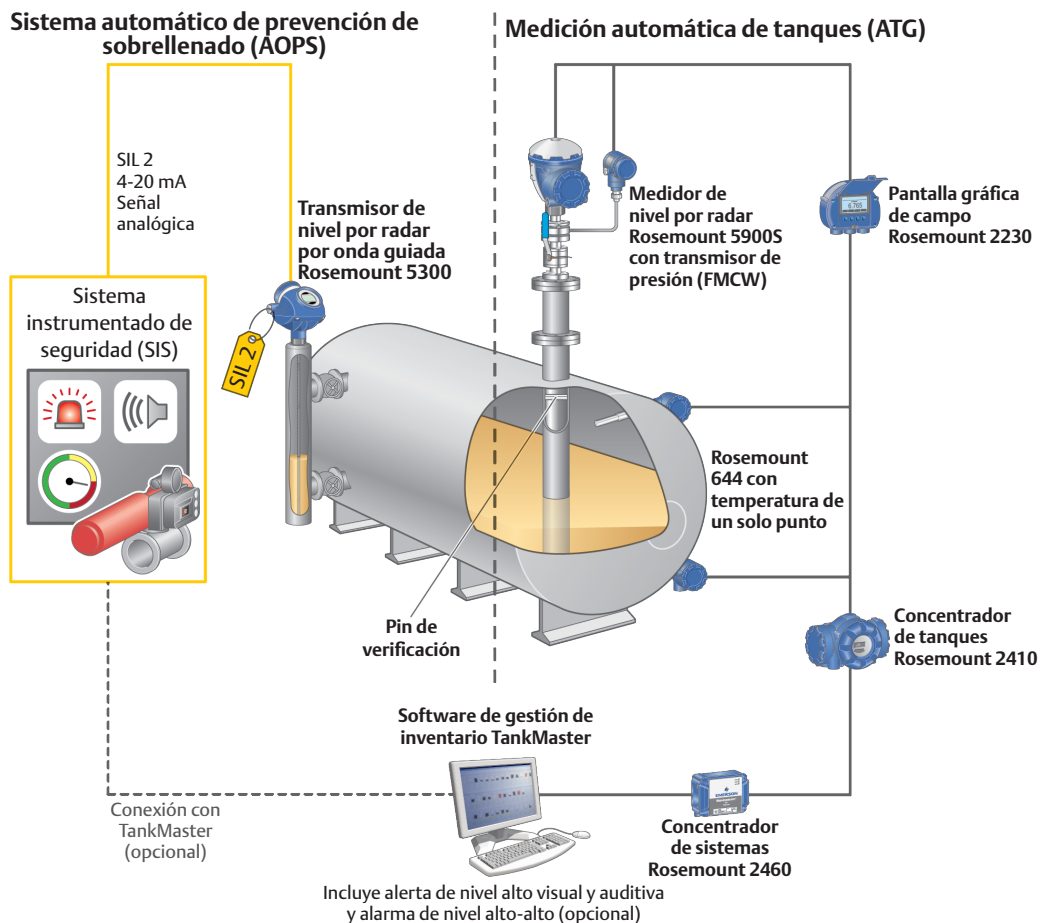 Sistema automático de prevención de
sobrellenado (AOPS)
Medición automática de tanques (ATG)
SIL 2
4-20 mA
Señal
analógica
Transmisor de
nivel por radar
por onda guiada
Rosemount 5300
Medidor de
nivel por radar
Rosemount 5900S
con transmisor de
presión (FMCW)
Pantalla gráfica
de campo
Rosemount 2230
6.765
Sistema
instrumentado de
seguridad (SIS)
SIL 2
Rosemount
644 con
temperatura de
un solo punto
Pin de
verificación
Concentrador
de tanques
Rosemount 2410
Software de gestión de
inventario TankMaster
Conexión con
TankMaster
(opcional)
EMERSON
Concentrador
de sistemas
Rosemount 2460
Incluye alerta de nivel alto visual y auditiva
y alarma de nivel alto-alto (opcional)